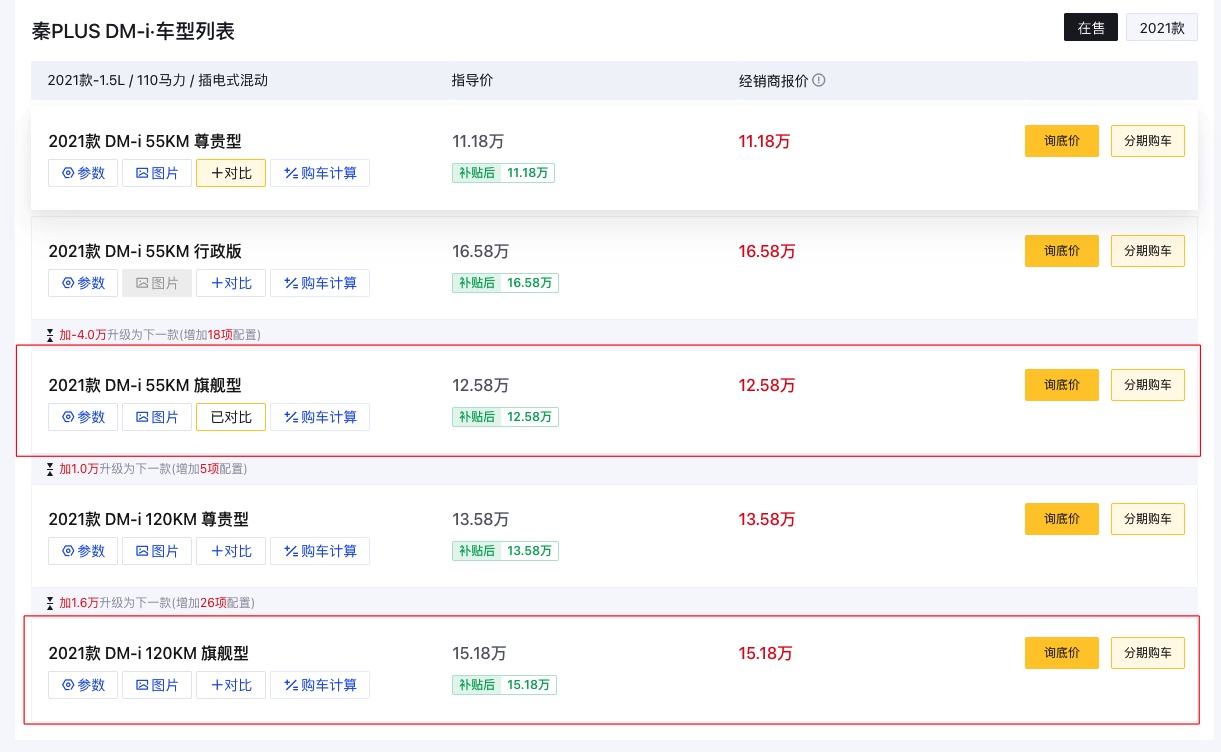 秦PLUS DM-i·车型列表 在售 2021款
2021款-1.5L / 110马力 / 插电式混动 指导价 经销商报价
2021款 DM-i 55KM 尊贵型 11.18万 11.18万 询底价 分期购车
参数 图片 +对比 购车计算 补贴后 11.18万
2021款 DM-i 55KM 行政版 16.58万 16.58万 询底价 分期购车
参数 图片 +对比 购车计算 补贴后 16.58万
加-4.0万升级为下一款(增加18项配置)
2021款 DM-i 55KM 旗舰型 12.58万 12.58万 询底价 分期购车
参数 图片 已对比 购车计算 补贴后 12.58万
加1.0万升级为下一款(增加5项配置)
2021款 DM-i 120KM 尊贵型 13.58万 13.58万 询底价 分期购车
参数 图片 +对比 购车计算 补贴后 13.58万
加1.6万升级为下一款(增加26项配置)
2021款 DM-i 120KM 旗舰型 15.18万 15.18万 询底价 分期购车
参数 图片 +对比 购车计算 补贴后 15.18万